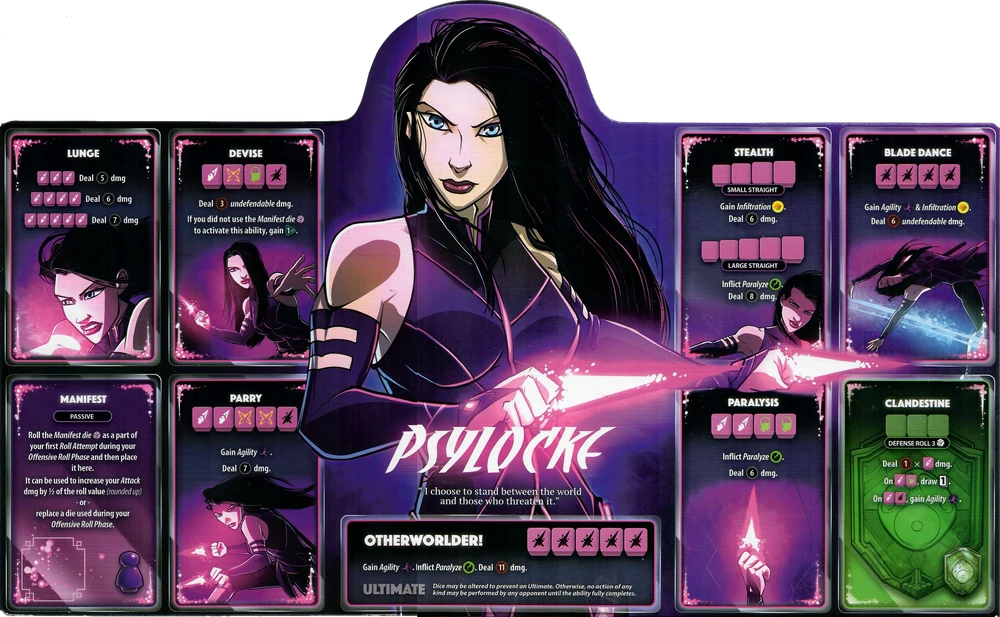 LUNGE
Deal 5 dmg
Deal 6 dmg
Deal 7 dmg
DEVISE
Deal 3 undefendable dmg.
If you did not use the Manifest die
to activate this ability, gain 1
STEALTH
SMALL STRAIGHT
Gain Infiltration.
Deal 6 dmg.
LARGE STRAIGHT
Inflict Paralyze.
Deal 8 dmg.
BLADE DANCE
Gain Agility & Infiltration.
Deal 6 undefendable dmg.
MANIFEST
PASSIVE
Roll the Manifest die as a part of
your first Roll Attempt during your
Offensive Roll Phase and then place
it here.
It can be used to increase your Attack
dmg by ½ of the roll value (rounded up)
- or -
replace a die used during your
Offensive Roll Phase.
PARRY
Gain Agility.
Deal 7 dmg.
PSYLOCKE
"I choose to stand between the world
and those who threaten it."
OTHERWORLDER!
Gain Agility. Inflict Paralyze. Deal 11 dmg.
ULTIMATE
Dice may be altered to prevent an Ultimate. Otherwise, no action of any
kind may be performed by any opponent until the ability fully completes.
PARALYSIS
Inflict Paralyze.
Deal 6 dmg.
CLANDESTINE
DEFENSE ROLL 3
Deal 1 × dmg.
On, draw 1.
On, gain Agility.